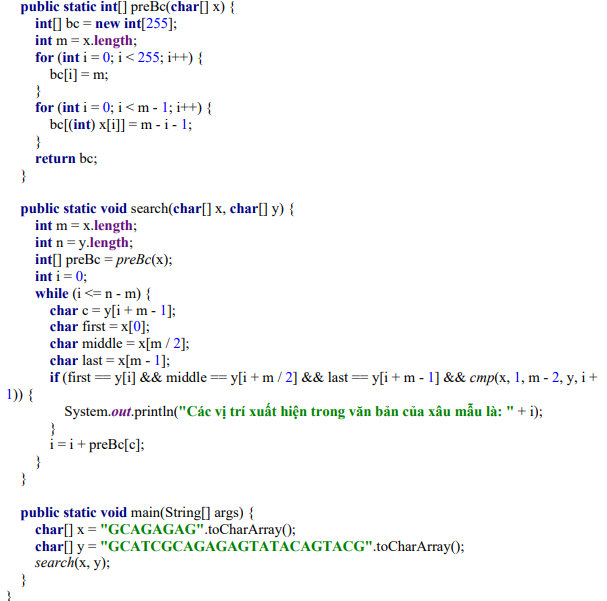 public static int[] preBc(char[] x) {
int[] bc = new int[255];
int m = x.length;
for (int i = 0; i < 255; i++) {
bc[i] = m;
}
for (int i = 0; i < m - 1; i++) {
bc[(int) x[i]] = m - i - 1;
}
return bc;
}
public static void search(char[] x, char[] y) {
int m = x.length;
int n = y.length;
int[] preBc = preBc(x);
int i = 0;
while (i <= n - m) {
char c = y[i + m - 1];
char first = x[0];
char middle = x[m / 2];
char last = x[m - 1];
if (first == y[i] && middle == y[i + m / 2] && last == y[i + m - 1] && cmp(x, 1, m - 2, y, i +
1)) {
System.out.println("Các vị trí xuất hiện trong văn bản của xâu mẫu là: " + i);
}
i = i + preBc[c];
}
}
public static void main(String[] args) {
char[] x = "GCAGAGAG".toCharArray();
char[] y = "GCATCGCAGAGAGTATACAGTACG".toCharArray();
search(x, y);
}
}